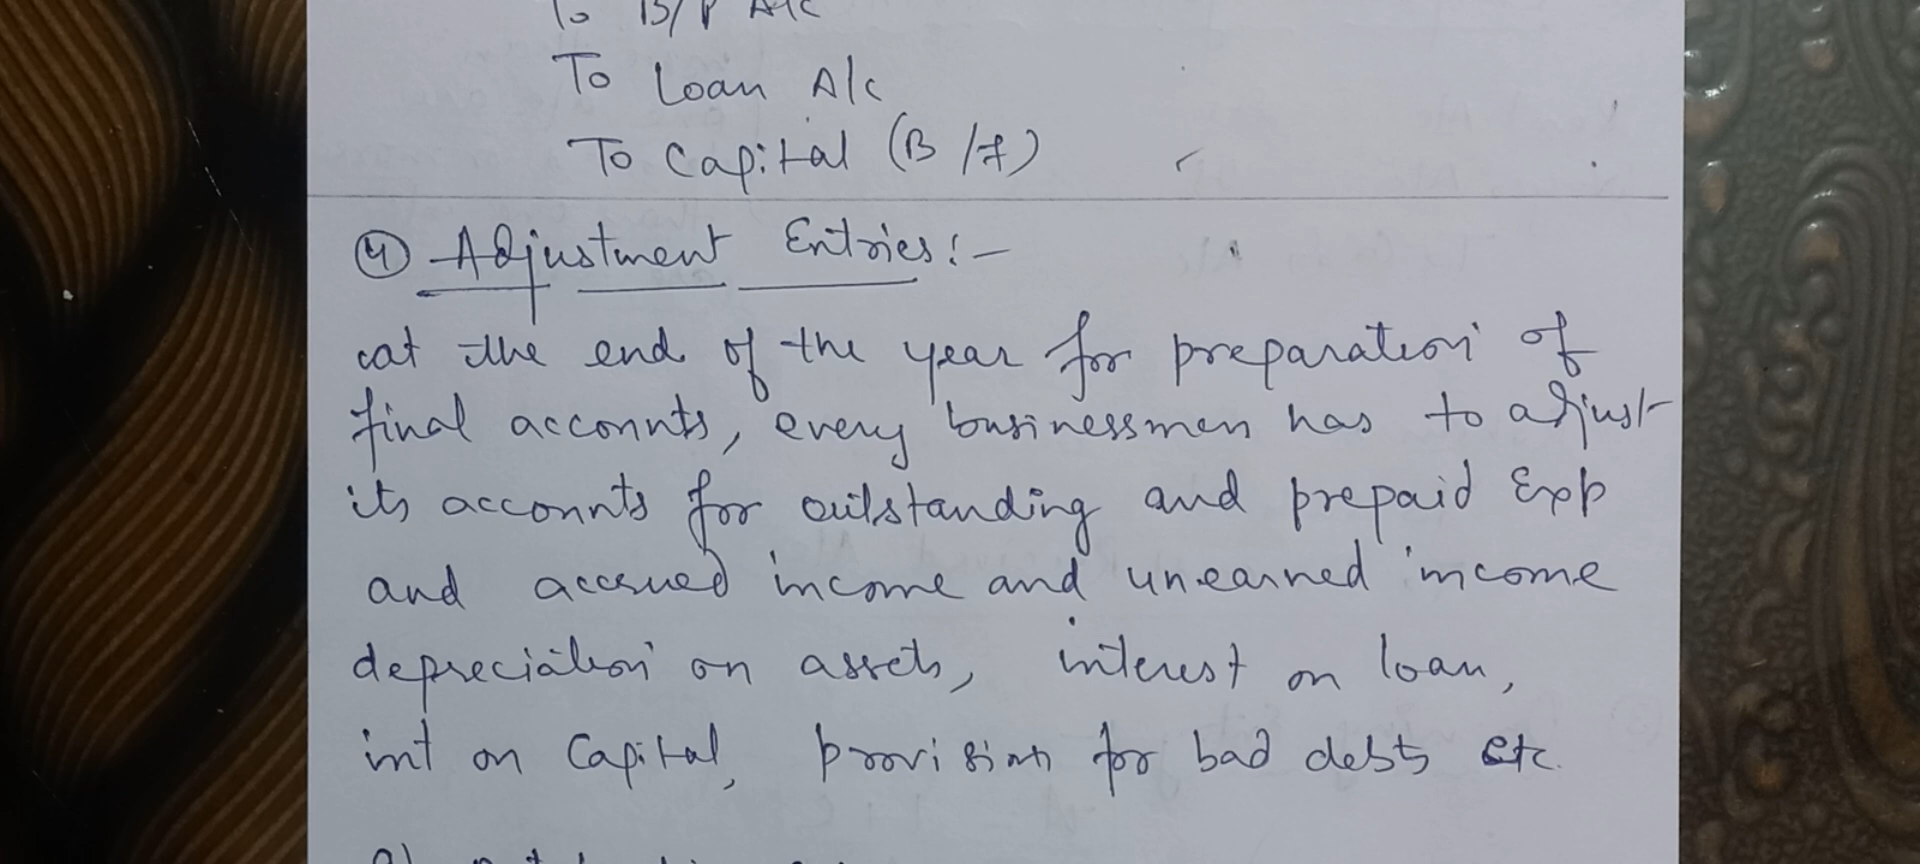 To B/P A/c
To Loan A/c
To Capital (B/f)
④ Adjustment Entries:-
at the end of the year for preparation of
final accounts, every businessmen has to adjust
its accounts for outstanding and prepaid Exp
and accrued income and unearned income
depreciation on assets, interest on loan,
int on Capital, provision for bad debts etc.